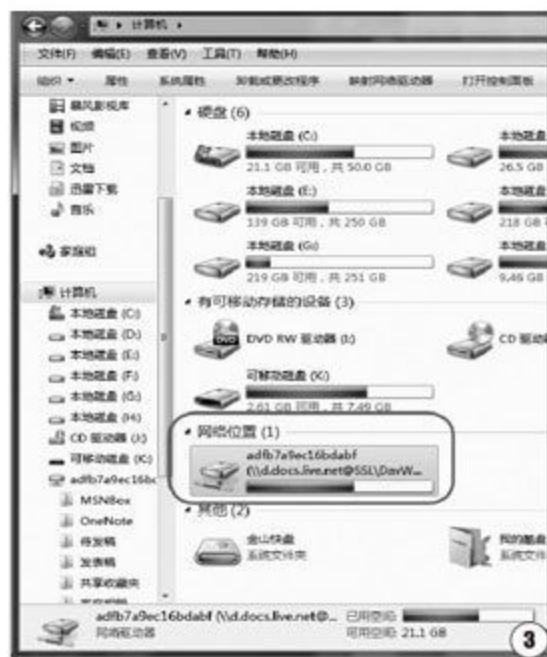 计算机
文件(F) 编辑(E) 查看(V) 工具(T) 帮助(H)
组织 属性 系统属性 卸载或更改程序 映射网络驱动器 打开控制面板
暴风影视库
视频
图片
文档
迅雷下载
音乐
家庭组
计算机
本地磁盘 (C:)
本地磁盘 (D:)
本地磁盘 (E:)
本地磁盘 (F:)
本地磁盘 (G:)
本地磁盘 (H:)
CD 驱动器 (J:)
可移动磁盘 (K:)
adfb7a9ec16b
MSNBox
OneNote
待发稿
发表稿
共享收藏夹
硬盘 (6)
本地磁盘 (C:)
21.1 GB 可用, 共 50.0 GB
本地磁盘 (E:)
139 GB 可用, 共 250 GB
本地磁盘 (G:)
219 GB 可用, 共 251 GB
本地磁盘
26.5 GB
本地磁盘
218 GB
本地磁盘
9.46 GB
有可移动存储的设备 (3)
DVD RW 驱动器 (I:)
CD 驱动器
可移动磁盘 (K:)
2.61 GB 可用, 共 7.49 GB
网络位置 (1)
adfb7a9ec16bdabf
(\\d.docs.live.net@SSL\DavW...
其他 (2)
金山快盘
系统文件夹
我的酷盘
系统文件
adfb7a9ec16bdabf (\\d.docs.live.net@... 已用空间:
网络驱动器 可用空间: 21.1 GB
3